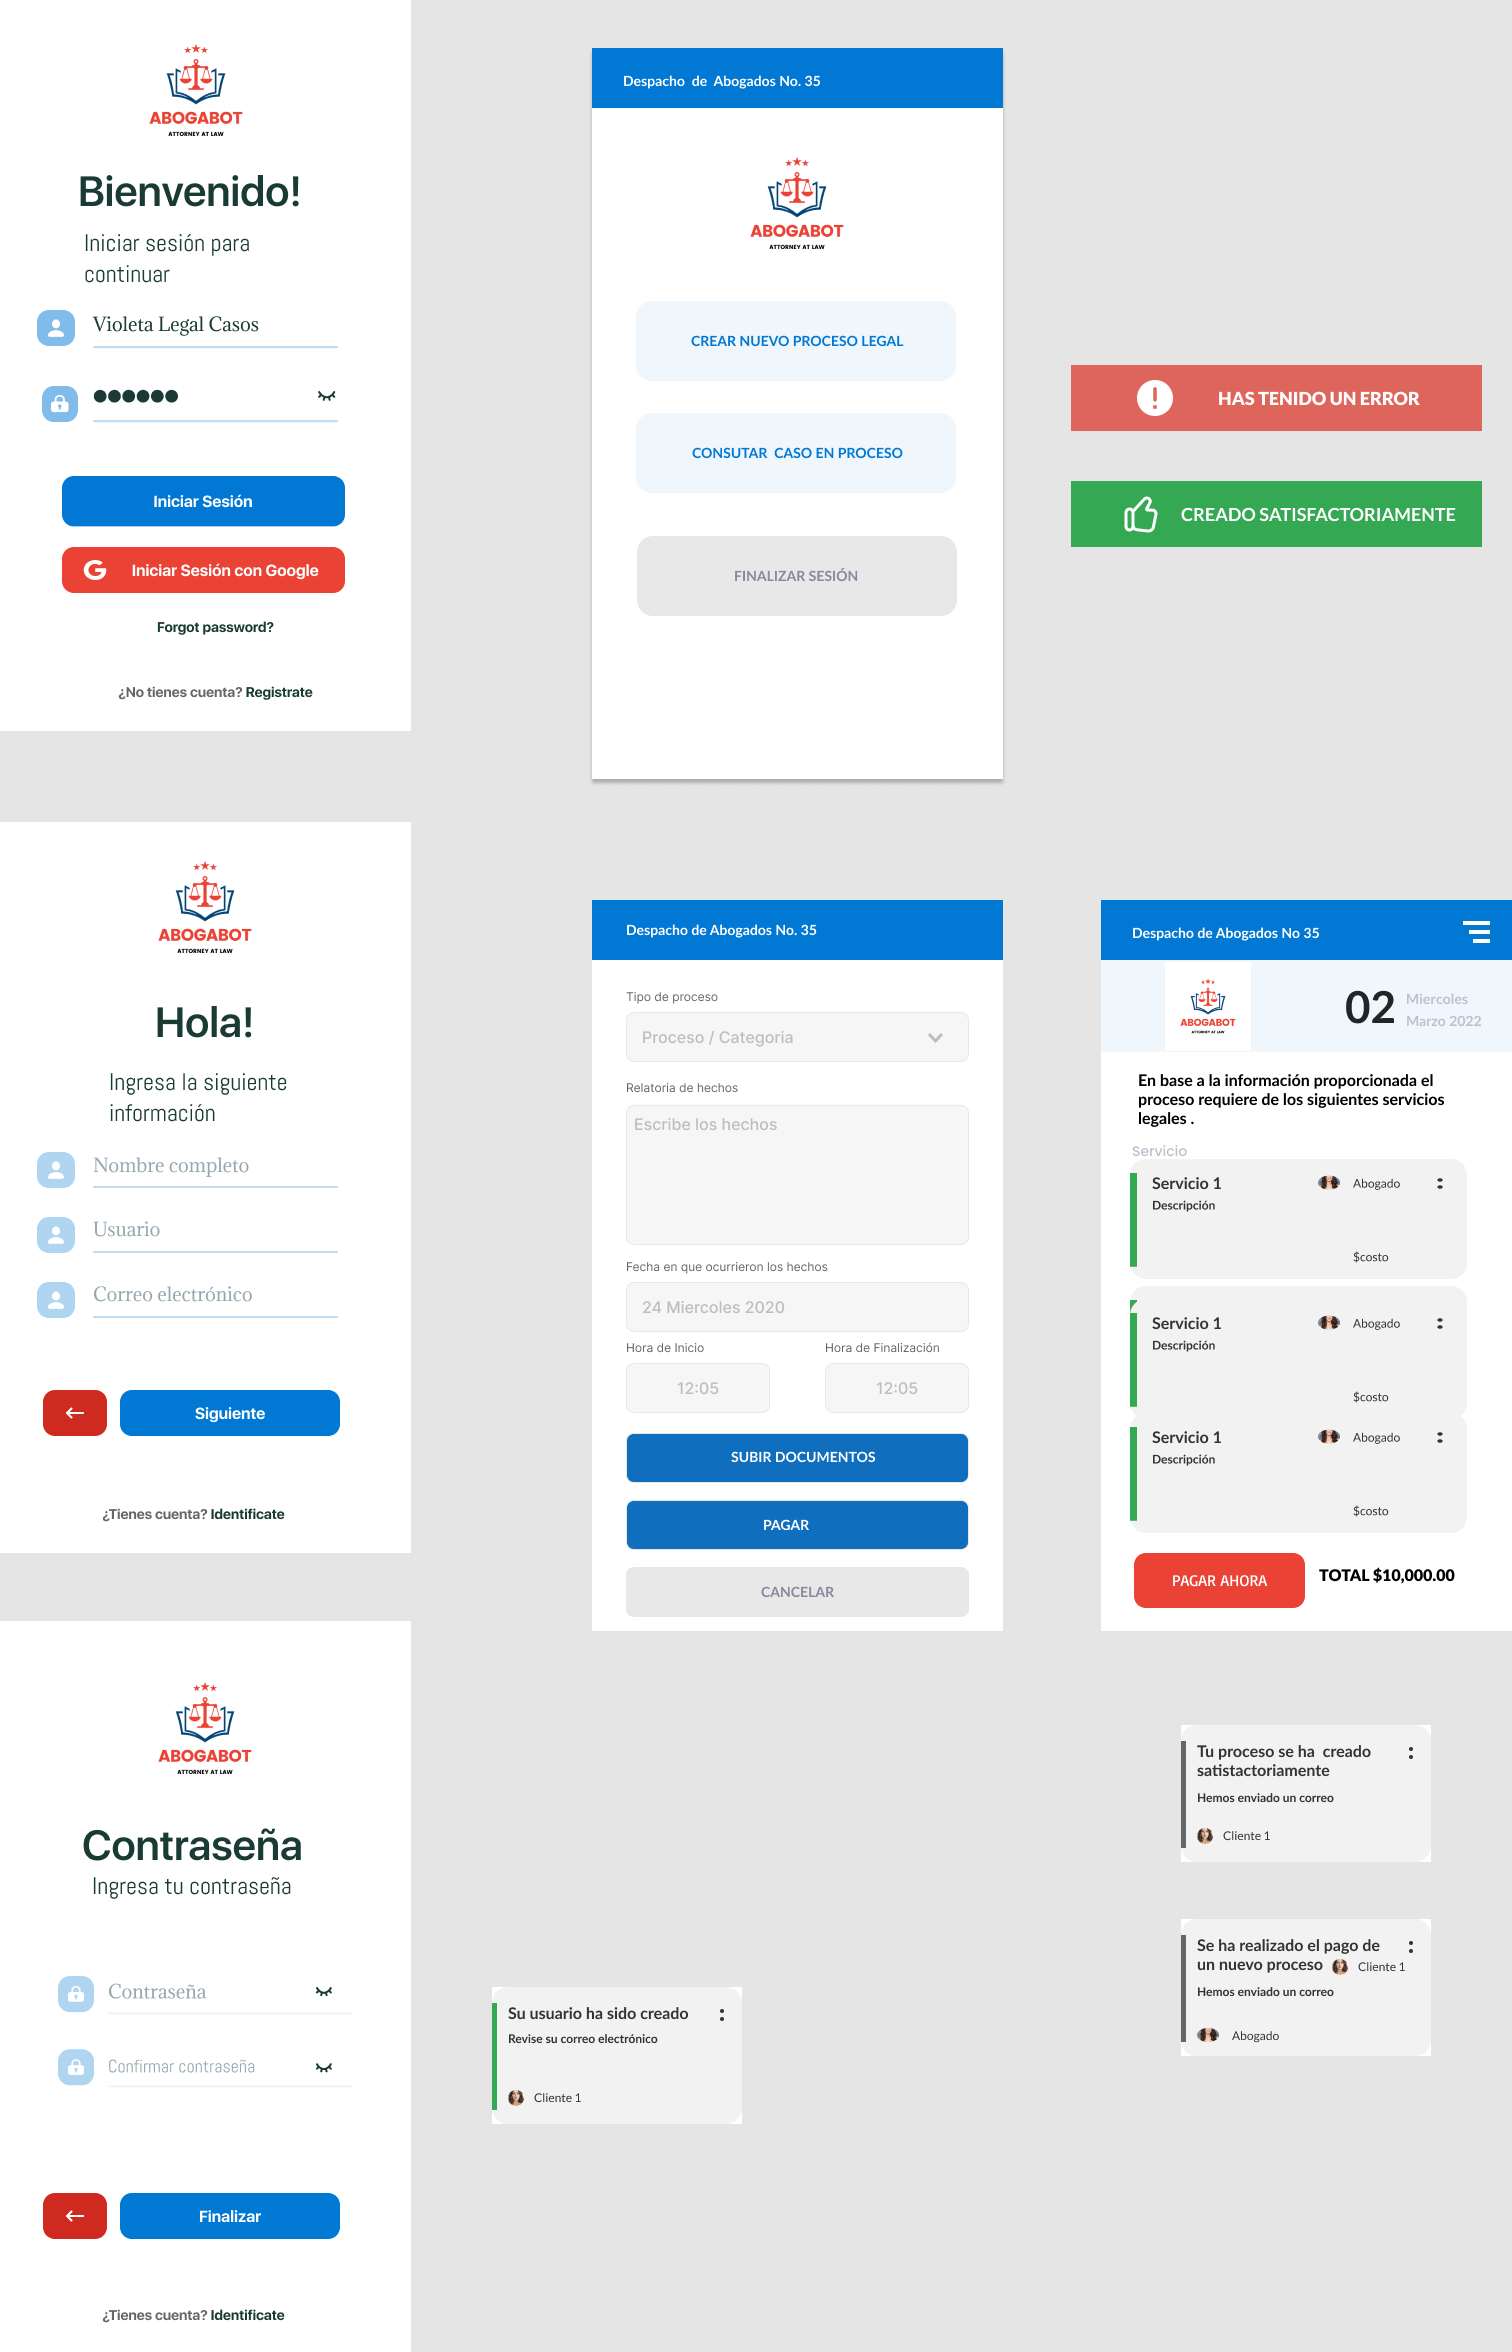 ABOGABOT
ATTORNEY AT LAW
Bienvenido!
Iniciar sesión para
continuar
Violeta Legal Casos
Iniciar Sesión
Iniciar Sesión con Google
Forgot password?
¿No tienes cuenta? Registrate
Despacho de Abogados No. 35
ABOGABOT
ATTORNEY AT LAW
CREAR NUEVO PROCESO LEGAL
CONSUTAR CASO EN PROCESO
FINALIZAR SESIÓN
HAS TENIDO UN ERROR
CREADO SATISFACTORIAMENTE
ABOGABOT
ATTORNEY AT LAW
Hola!
Ingresa la siguiente
información
Nombre completo
Usuario
Correo electrónico
Siguiente
¿Tienes cuenta? Identificate
Despacho de Abogados No. 35
Tipo de proceso
Proceso / Categoria
Relatoria de hechos
Escribe los hechos
Fecha en que ocurrieron los hechos
24 Miercoles 2020
Hora de Inicio
Hora de Finalización
12:05
12:05
SUBIR DOCUMENTOS
PAGAR
CANCELAR
Despacho de Abogados No 35
ABOGABOT
ATTORNEY AT LAW
02
Miercoles
Marzo 2022
En base a la información proporcionada el
proceso requiere de los siguientes servicios
legales .
Servicio
Servicio 1
Abogado
Descripción
$costo
Servicio 1
Abogado
Descripción
$costo
Servicio 1
Abogado
Descripción
$costo
PAGAR AHORA
TOTAL $10,000.00
ABOGABOT
ATTORNEY AT LAW
Contraseña
Ingresa tu contraseña
Contraseña
Confirmar contraseña
Finalizar
¿Tienes cuenta? Identificate
Su usuario ha sido creado
Revise su correo electrónico
Cliente 1
Tu proceso se ha creado
satistactoriamente
Hemos enviado un correo
Cliente 1
Se ha realizado el pago de
un nuevo proceso
Cliente 1
Hemos enviado un correo
Abogado